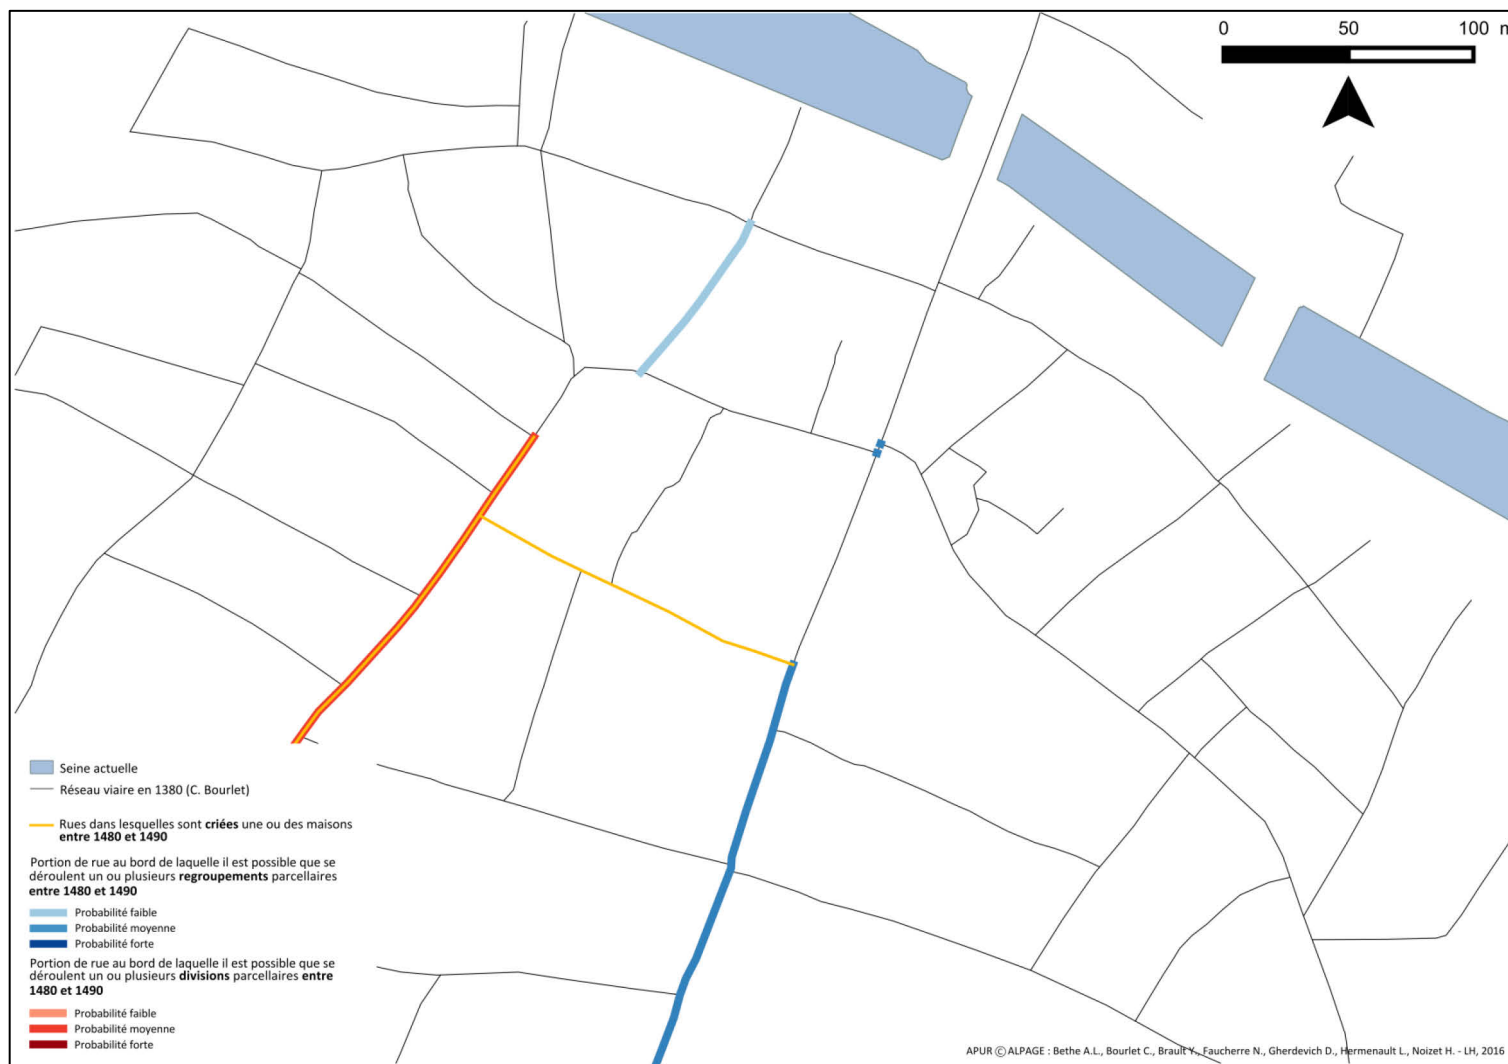 0 50 100 m
Seine actuelle
Réseau viaire en 1380 (C. Bourlet)
Rues dans lesquelles sont criées une ou des maisons
entre 1480 et 1490
Portion de rue au bord de laquelle il est possible que se
déroulent un ou plusieurs regroupements parcellaires
entre 1480 et 1490
Probabilité faible
Probabilité moyenne
Probabilité forte
Portion de rue au bord de laquelle il est possible que se
déroulent un ou plusieurs divisions parcellaires entre
1480 et 1490
Probabilité faible
Probabilité moyenne
Probabilité forte
APUR © ALPAGE : Bethe A.L., Bourlet C., Brault Y., Faucherre N., Gherdevich D., Hermenault L., Noizet H. - LH, 2016